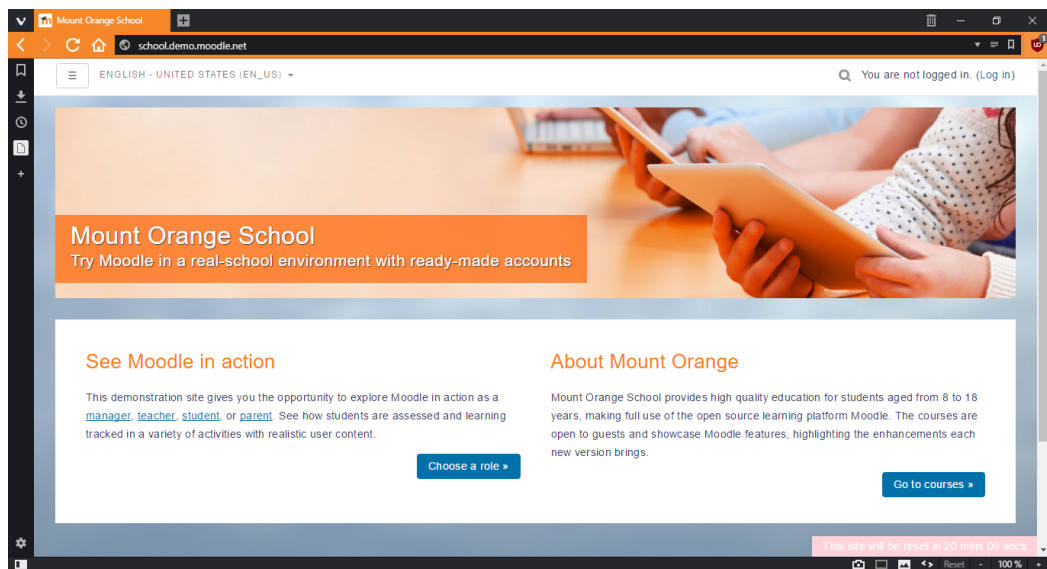 Mount Orange School
school.demo.moodle.net
1
ENGLISH - UNITED STATES (EN_US)
You are not logged in. (Log in)
Mount Orange School
Try Moodle in a real-school environment with ready-made accounts
See Moodle in action
This demonstration site gives you the opportunity to explore Moodle in action as a
manager, teacher, student, or parent. See how students are assessed and learning
tracked in a variety of activities with realistic user content.
Choose a role »
About Mount Orange
Mount Orange School provides high quality education for students aged from 8 to 18
years, making full use of the open source learning platform Moodle. The courses are
open to guests and showcase Moodle features, highlighting the enhancements each
new version brings.
Go to courses »
This site will be reset in 20 mins 09 secs
Reset - 100 % +